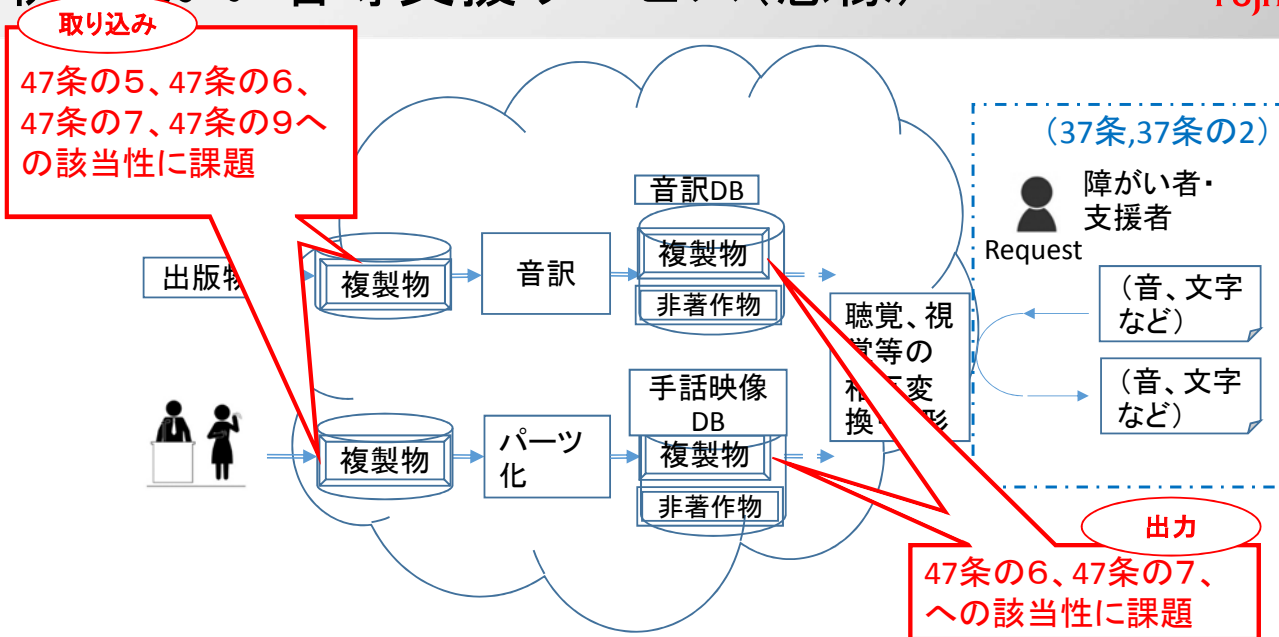 取り込み
47条の５、47条の６、
47条の７、47条の９へ
の該当性に課題
(37条,37条の2)
障がい者・
支援者
Request
音訳DB
複製物
非著作物
出版物
複製物
音訳
聴覚、視
覚等の
換
(音、文字
など)
(音、文字
など)
手話映像
DB
複製物
非著作物
複製物
パーツ
化
出力
47条の６、47条の７、
への該当性に課題